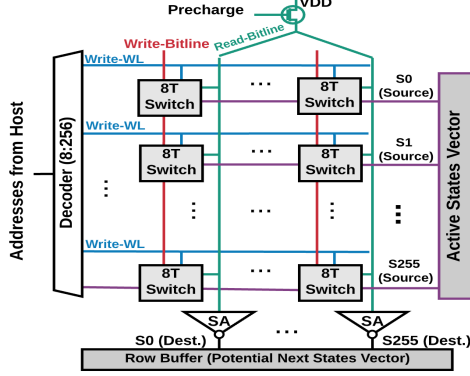 VDD
Precharge
Write-Bitline
Read-Bitline
Write-WL
8T
Switch
...
8T
Switch
S0
(Source)
Write-WL
8T
Switch
...
8T
Switch
S1
(Source)
Addresses from Host
Decoder (8:256)
...
...
...
...
...
Active States Vector
Write-WL
8T
Switch
...
8T
Switch
S255
(Source)
SA
...
SA
S0 (Dest.)
S255 (Dest.)
Row Buffer (Potential Next States Vector)